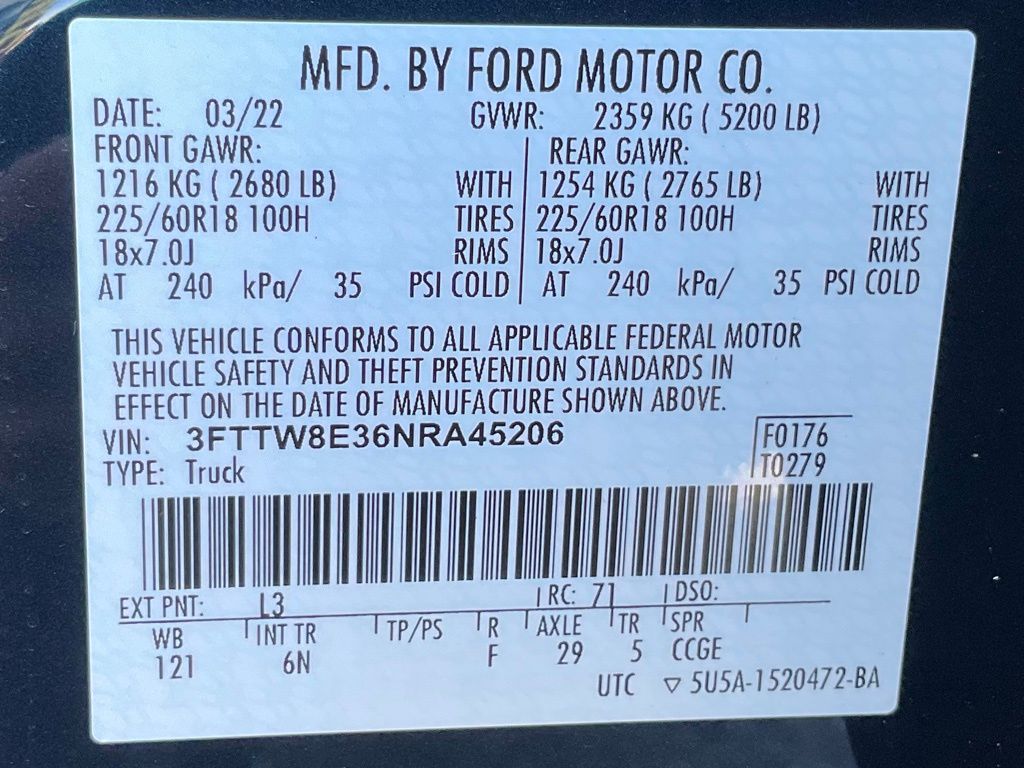 MFD. BY FORD MOTOR CO.
DATE: 03/22 GVWR: 2359 KG ( 5200 LB)
FRONT GAWR: REAR GAWR:
1216 KG ( 2680 LB) WITH 1254 KG ( 2765 LB) WITH
225/60R18 100H TIRES 225/60R18 100H TIRES
18x7.0J RIMS 18x7.0J RIMS
AT 240 kPa/ 35 PSI COLD AT 240 kPa/ 35 PSI COLD
THIS VEHICLE CONFORMS TO ALL APPLICABLE FEDERAL MOTOR
VEHICLE SAFETY AND THEFT PREVENTION STANDARDS IN
EFFECT ON THE DATE OF MANUFACTURE SHOWN ABOVE.
VIN: 3FTTW8E36NRA45206 F0176
TYPE: Truck T0279
EXT PNT: L3 RC: 71 DSO:
WB INT TR TP/PS R AXLE TR SPR
121 6N F 29 5 CCGE
UTC ▽ 5U5A-1520472-BA